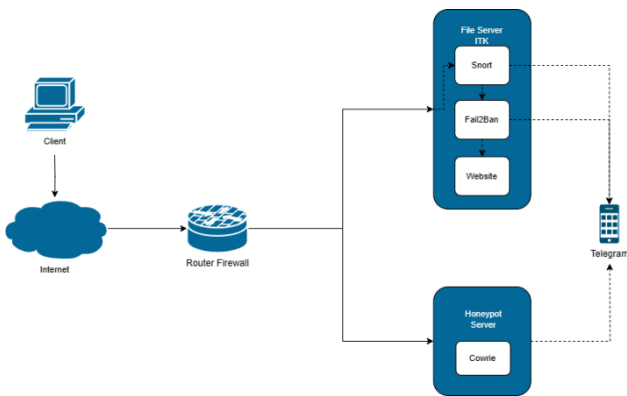 File Server
ITK
Snort
Client
Fail2Ban
Website
Internet
Router Firewall
Telegram
Honeypot
Server
Cowrie